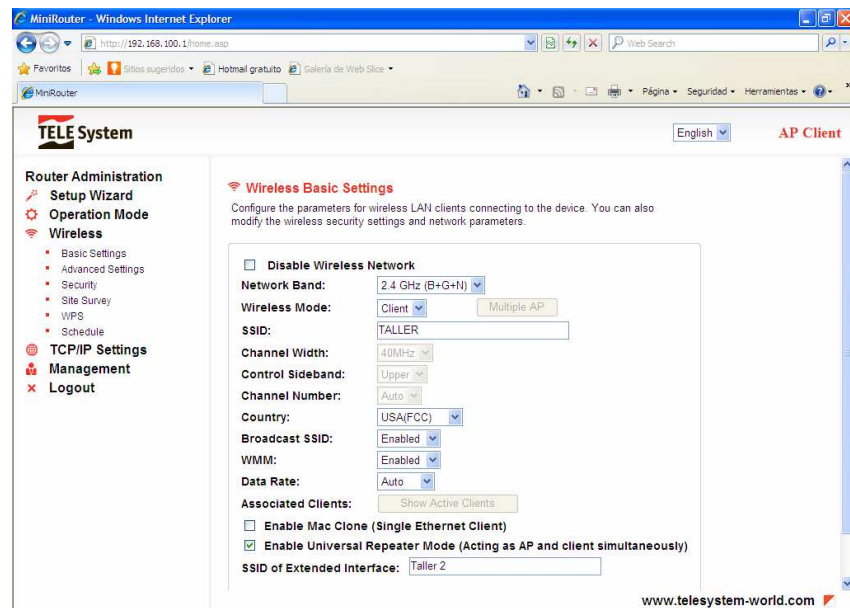 MiniRouter - Windows Internet Explorer
http://192.168.100.1/home.asp
Web Search
Favoritos
Sitios sugeridos
Hotmail gratuito
Galería de Web Slice
MiniRouter
Página
Seguridad
Herramientas
TELE System
English
AP Client
Router Administration
Setup Wizard
Operation Mode
Wireless
Basic Settings
Advanced Settings
Security
Site Survey
WPS
Schedule
TCP/IP Settings
Management
Logout
Wireless Basic Settings
Configure the parameters for wireless LAN clients connecting to the device. You can also
modify the wireless security settings and network parameters.
Disable Wireless Network
Network Band: 2.4 GHz (B+G+N)
Wireless Mode: Client Multiple AP
SSID: TALLER
Channel Width: 40MHz
Control Sideband: Upper
Channel Number: Auto
Country: USA(FCC)
Broadcast SSID: Enabled
WMM: Enabled
Data Rate: Auto
Associated Clients: Show Active Clients
Enable Mac Clone (Single Ethernet Client)
Enable Universal Repeater Mode (Acting as AP and client simultaneously)
SSID of Extended Interface: Taller 2
www.telesystem-world.com